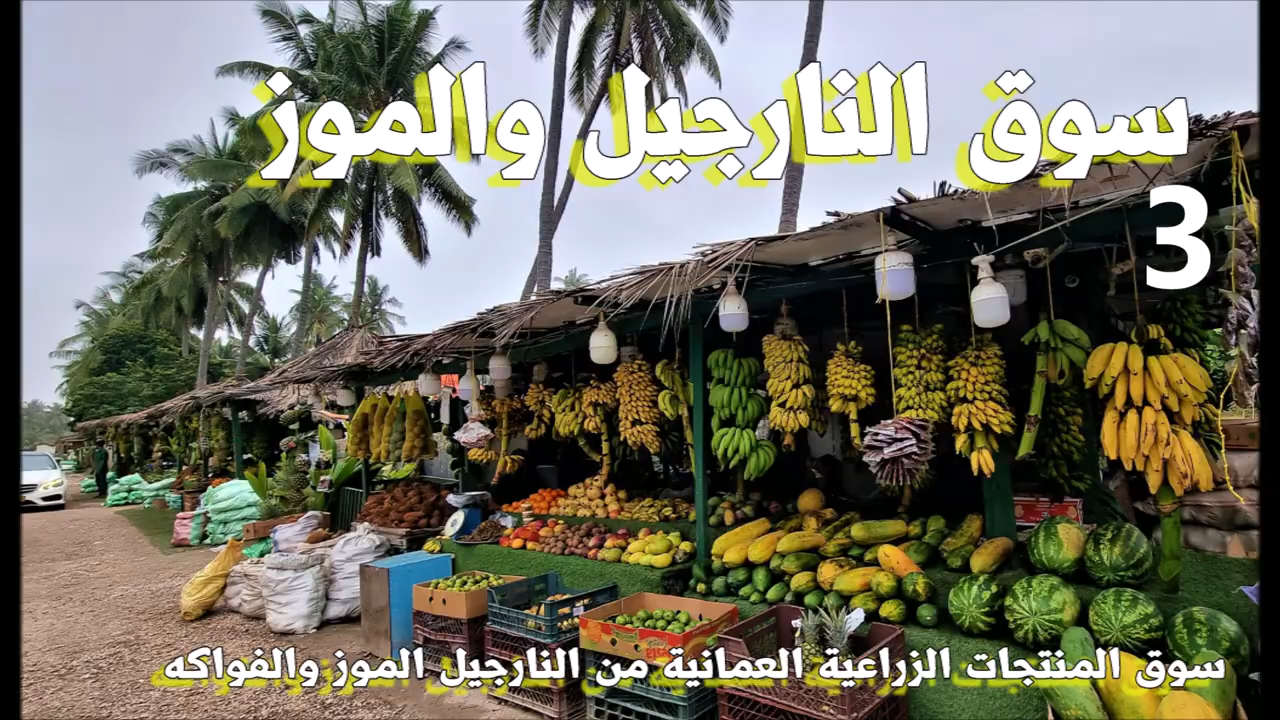 سوق النارجيل والموز
3
سوق المنتجات الزراعية العمانية من النارجيل الموز والفواكه